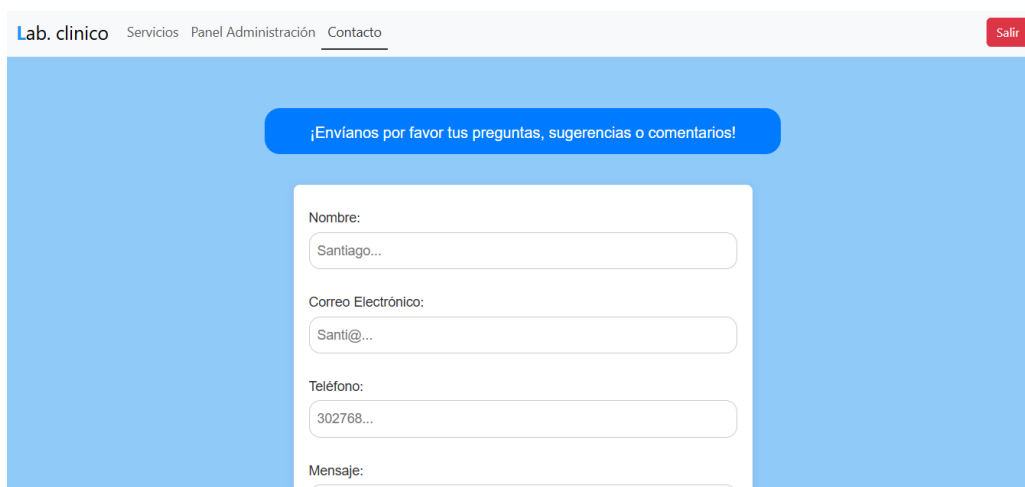 Lab. clinico Servicios Panel Administración Contacto Salir
¡Envíanos por favor tus preguntas, sugerencias o comentarios!
Nombre:
Santiago...
Correo Electrónico:
Santi@...
Teléfono:
302768...
Mensaje: